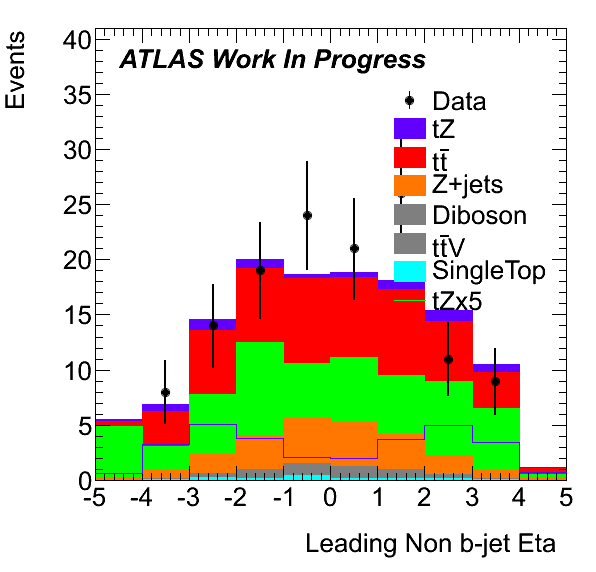 Events
40
35
30
25
20
15
10
5
0
ATLAS Work In Progress
Data
tZ
tt̄
Z+jets
Diboson
tt̄V
SingleTop
tZx5
-5 -4 -3 -2 -1 0 1 2 3 4 5
Leading Non b-jet Eta